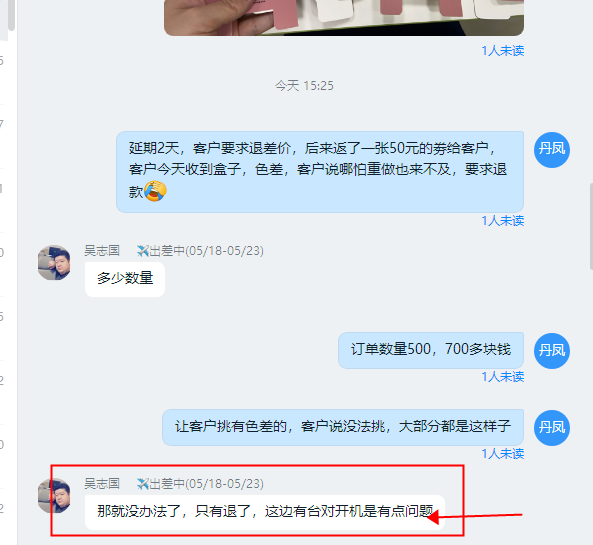 1人未读
今天 15:25
延期2天，客户要求退差价，后来返了一张50元的券给客户，
客户今天收到盒子，色差，客户说哪怕重做也来不及，要求退
款
丹凤
1人未读
吴志国 出差中(05/18-05/23)
多少数量
订单数量500，700多块钱
丹凤
1人未读
让客户挑有色差的，客户说没法挑，大部分都是这样子
丹凤
1人未读
吴志国 出差中(05/18-05/23)
那就没办法了，只有退了，这边有台对开机是有点问题